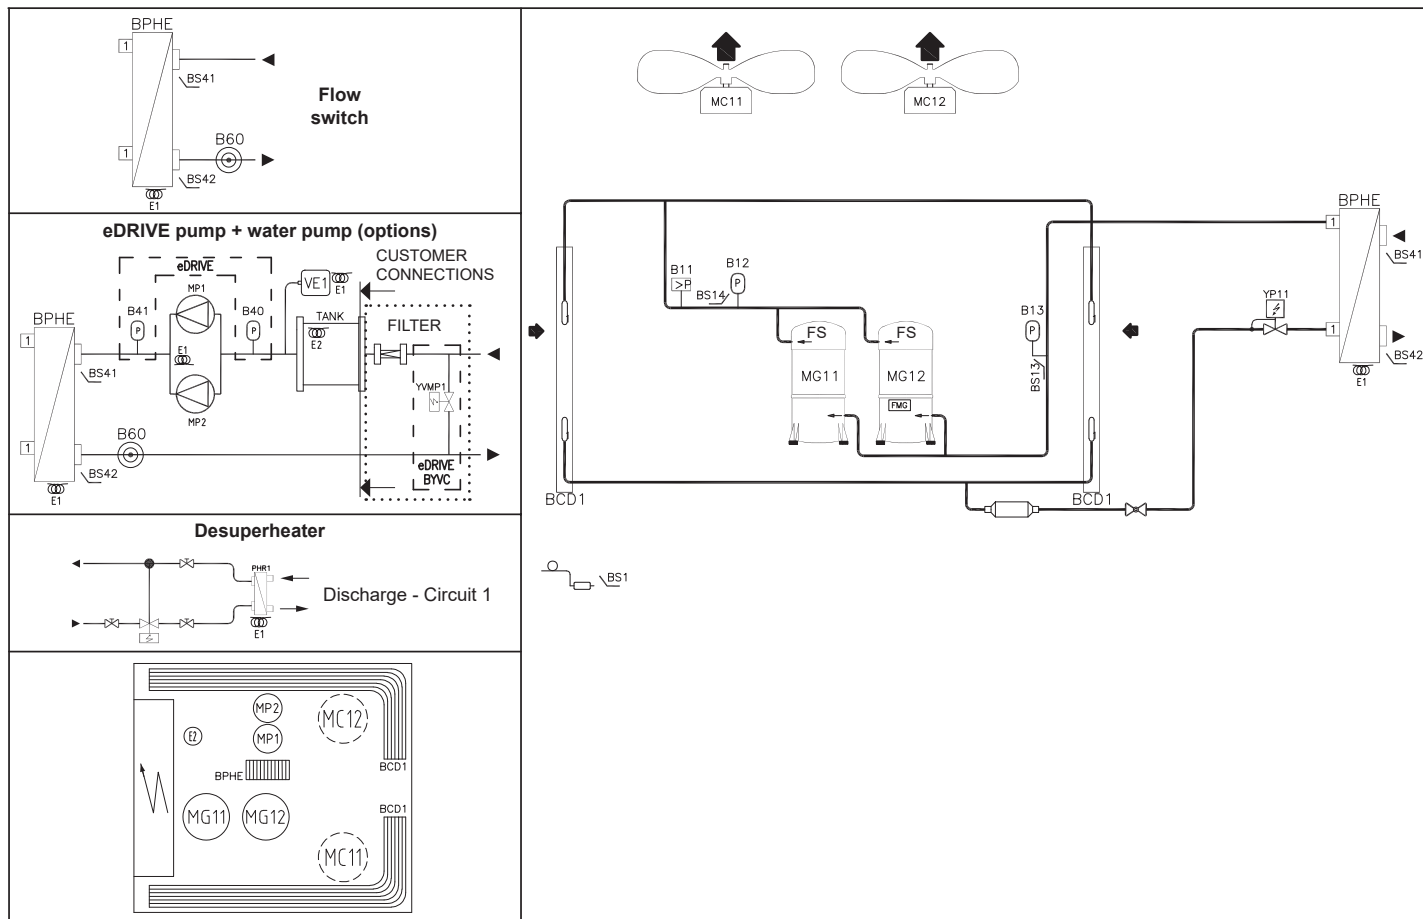 BPHE
1
BS41
Flow
switch
B60
1
BS42
E1
eDRIVE pump + water pump (options)
eDRIVE
CUSTOMER
CONNECTIONS
MP1
VE1
E1
B41
P
B40
P
TANK
E2
FILTER
BPHE
1
E1
BS41
YVMP1
MP2
B60
1
BS42
eDRIVE
BYVC
E1
Desuperheater
PHR1
Discharge - Circuit 1
E1
MP2
MC12
E2
MP1
BPHE
BCD1
BCD1
MG11
MG12
MC11
MC11
MC12
BPHE
1
BS41
B11
>P
B12
P
BS14
YP11
B13
P
FS
FS
1
MG11
MG12
BS13
BS42
E1
FMG
BCD1
BCD1
BS1